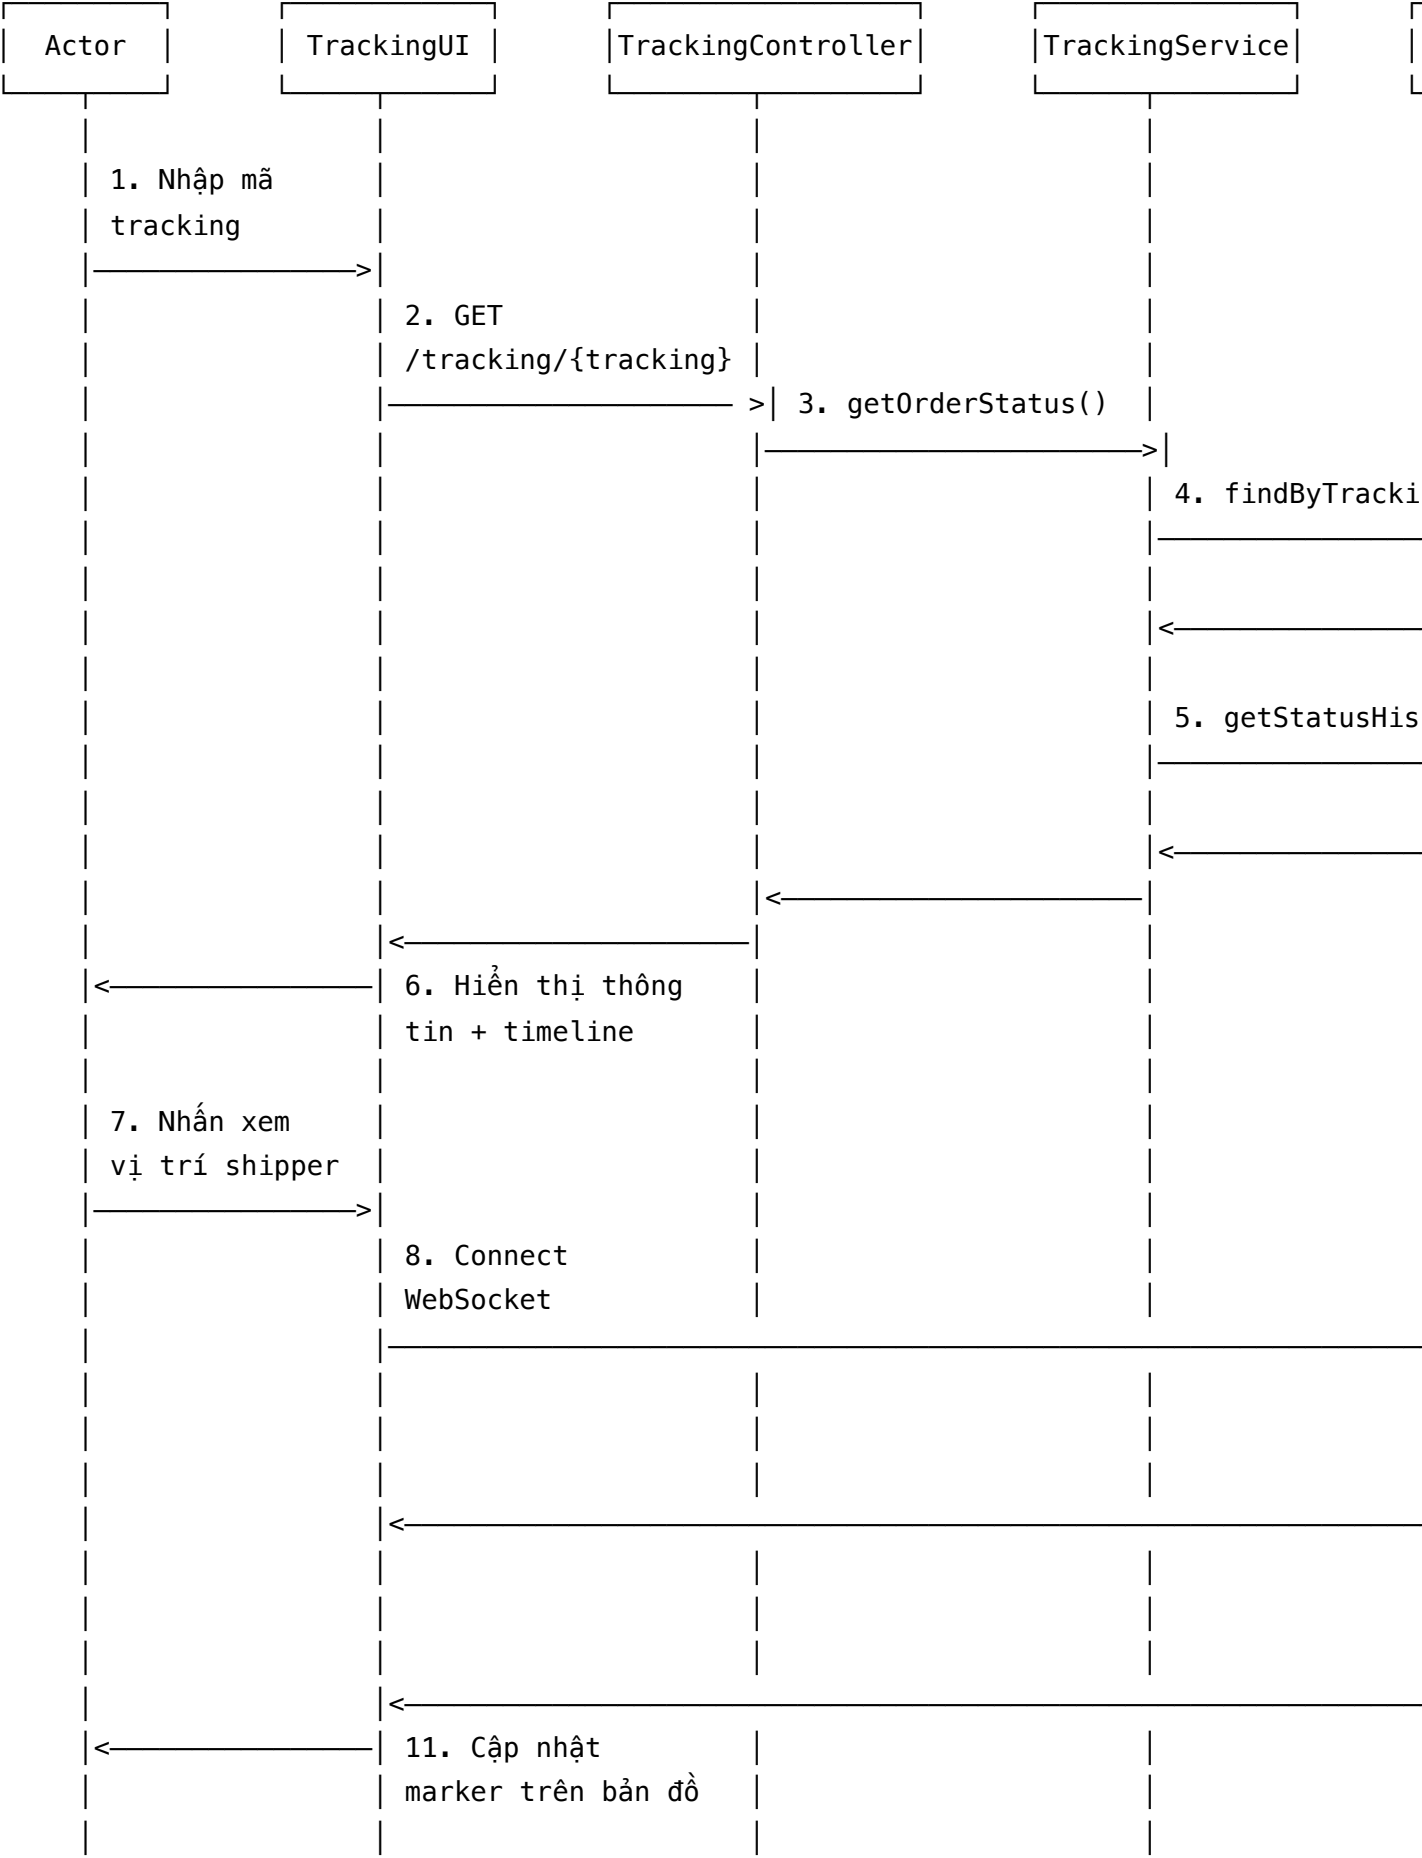 Actor TrackingUI TrackingController TrackingService
1. Nhập mã
tracking
2. GET
/tracking/{tracking}
3. getOrderStatus()
4. findByTracki
5. getStatusHis
6. Hiển thị thông
tin + timeline
7. Nhấn xem
vị trí shipper
8. Connect
WebSocket
11. Cập nhật
marker trên bản đồ